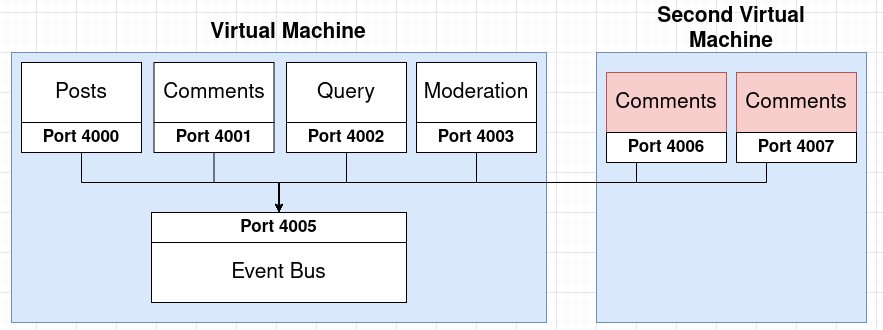 Virtual Machine
Second Virtual
Machine
Posts
Comments
Query
Moderation
Port 4000
Port 4001
Port 4002
Port 4003
Comments
Comments
Port 4006
Port 4007
Port 4005
Event Bus